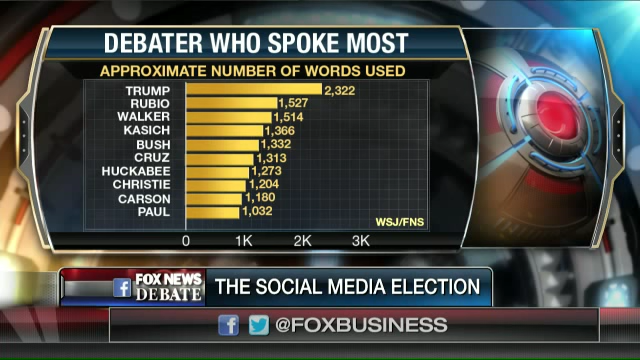 DEBATER WHO SPOKE MOST
APPROXIMATE NUMBER OF WORDS USED
TRUMP 2,322
RUBIO 1,527
WALKER 1,514
KASICH 1,366
BUSH 1,332
CRUZ 1,313
HUCKABEE 1,273
CHRISTIE 1,204
CARSON 1,180
PAUL 1,032
WSJ/FNS
0 1K 2K 3K
f FOX NEWS
DEBATE
THE SOCIAL MEDIA ELECTION
f @FOXBUSINESS